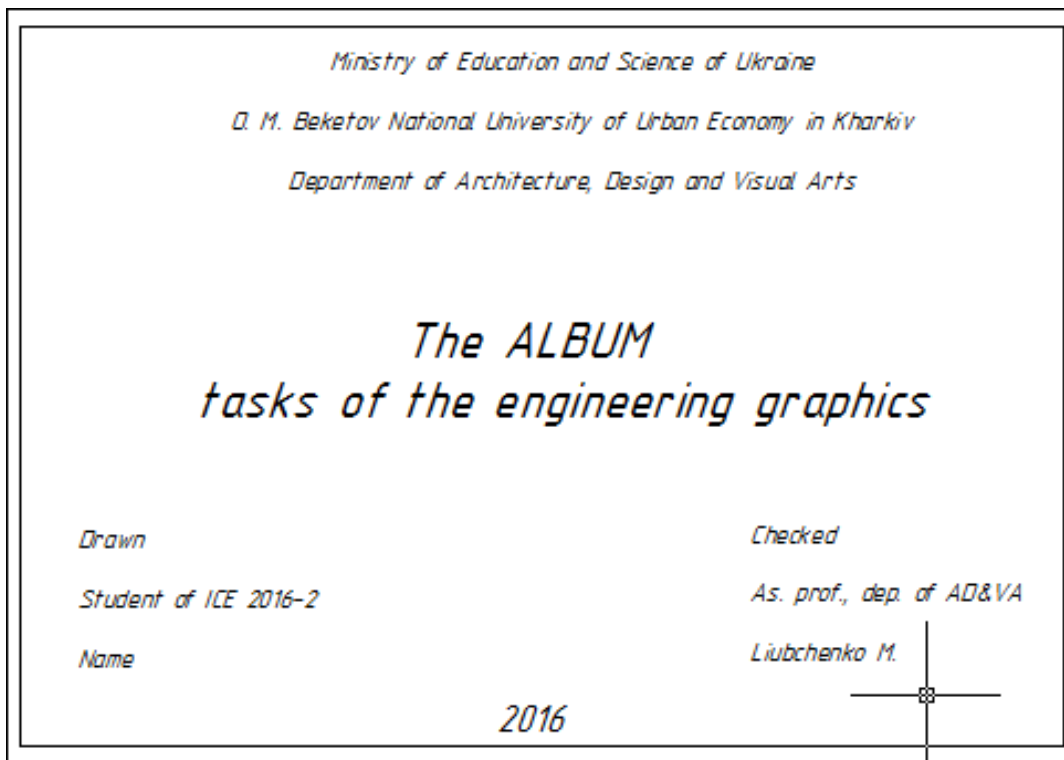 Ministry of Education and Science of Ukraine
O. M. Beketov National University of Urban Economy in Kharkiv
Department of Architecture, Design and Visual Arts
The ALBUM
tasks of the engineering graphics
Drawn
Checked
Student of ICE 2016-2
As. prof., dep. of AD&VA
Name
Liubchenko M.
2016